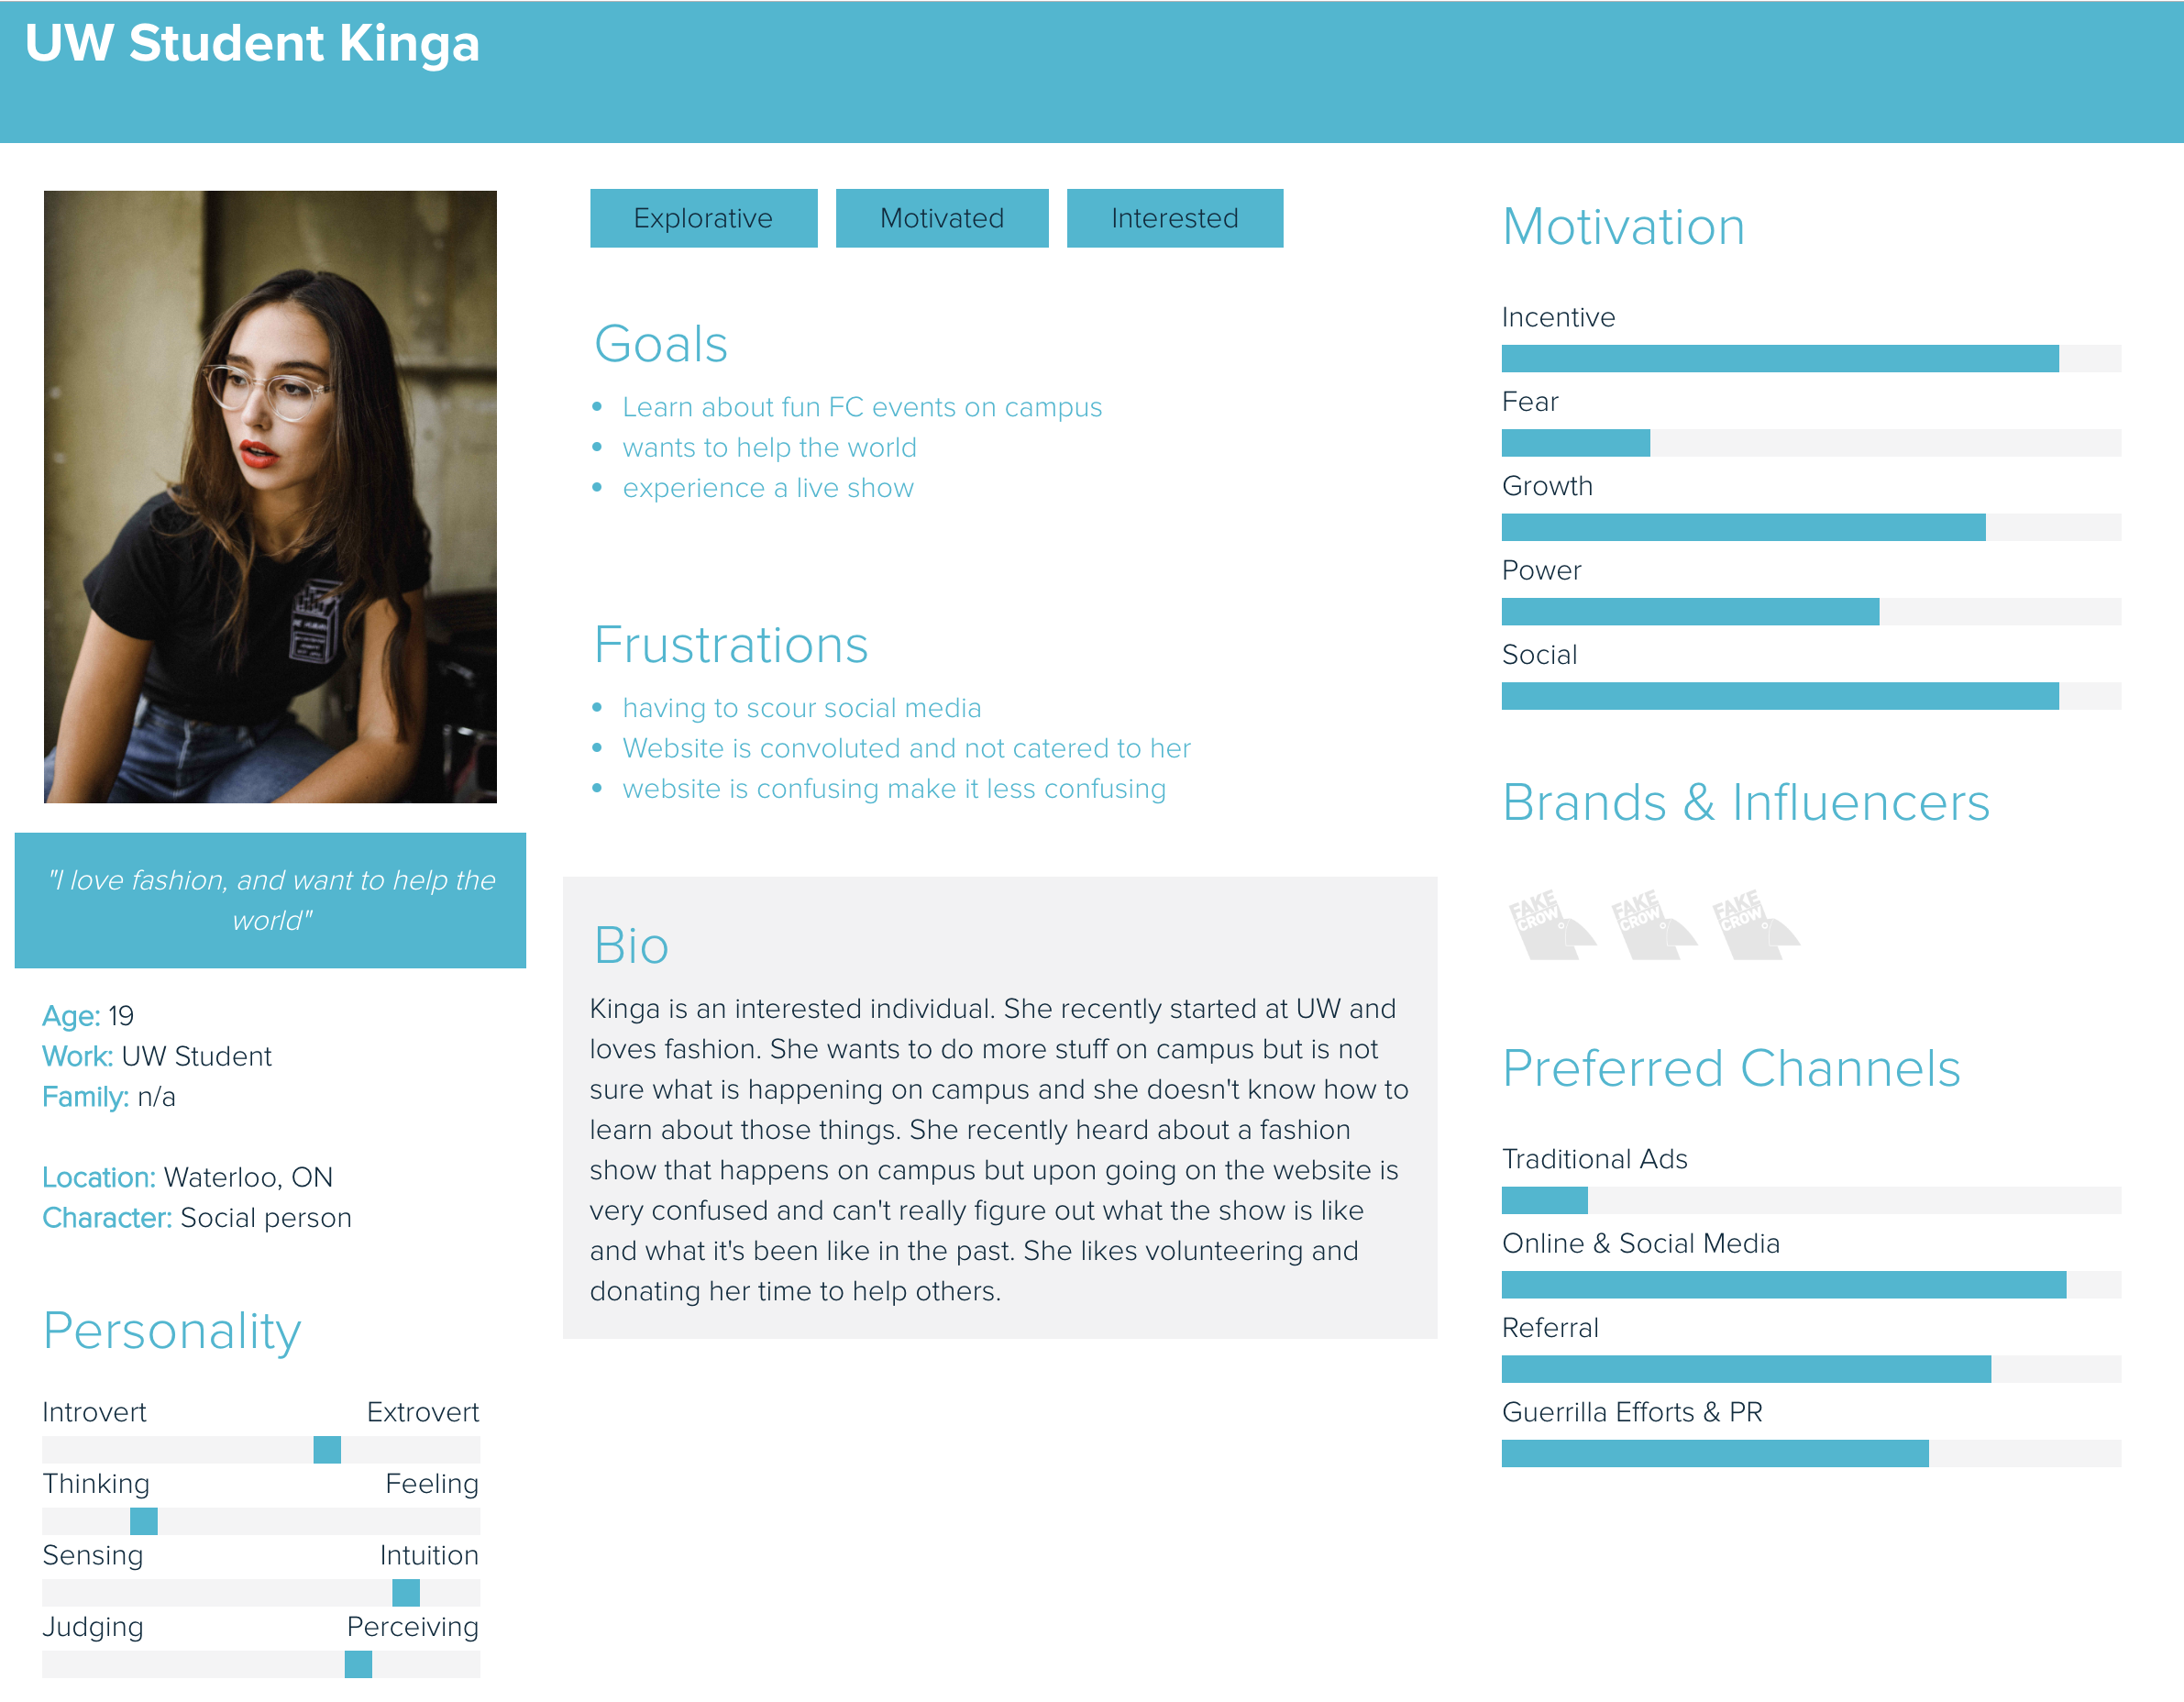 UW Student Kinga
"I love fashion, and want to help the
world"
Age: 19
Work: UW Student
Family: n/a
Location: Waterloo, ON
Character: Social person
Personality
Introvert Extrovert
Thinking Feeling
Sensing Intuition
Judging Perceiving
Explorative Motivated Interested
Goals
Learn about fun FC events on campus
wants to help the world
experience a live show
Frustrations
having to scour social media
Website is convoluted and not catered to her
website is confusing make it less confusing
Bio
Kinga is an interested individual. She recently started at UW and
loves fashion. She wants to do more stuff on campus but is not
sure what is happening on campus and she doesn't know how to
learn about those things. She recently heard about a fashion
show that happens on campus but upon going on the website is
very confused and can't really figure out what the show is like
and what it's been like in the past. She likes volunteering and
donating her time to help others.
Motivation
Incentive
Fear
Growth
Power
Social
Brands & Influencers
FAKE
CROW
FAKE
CROW
FAKE
CROW
Preferred Channels
Traditional Ads
Online & Social Media
Referral
Guerrilla Efforts & PR